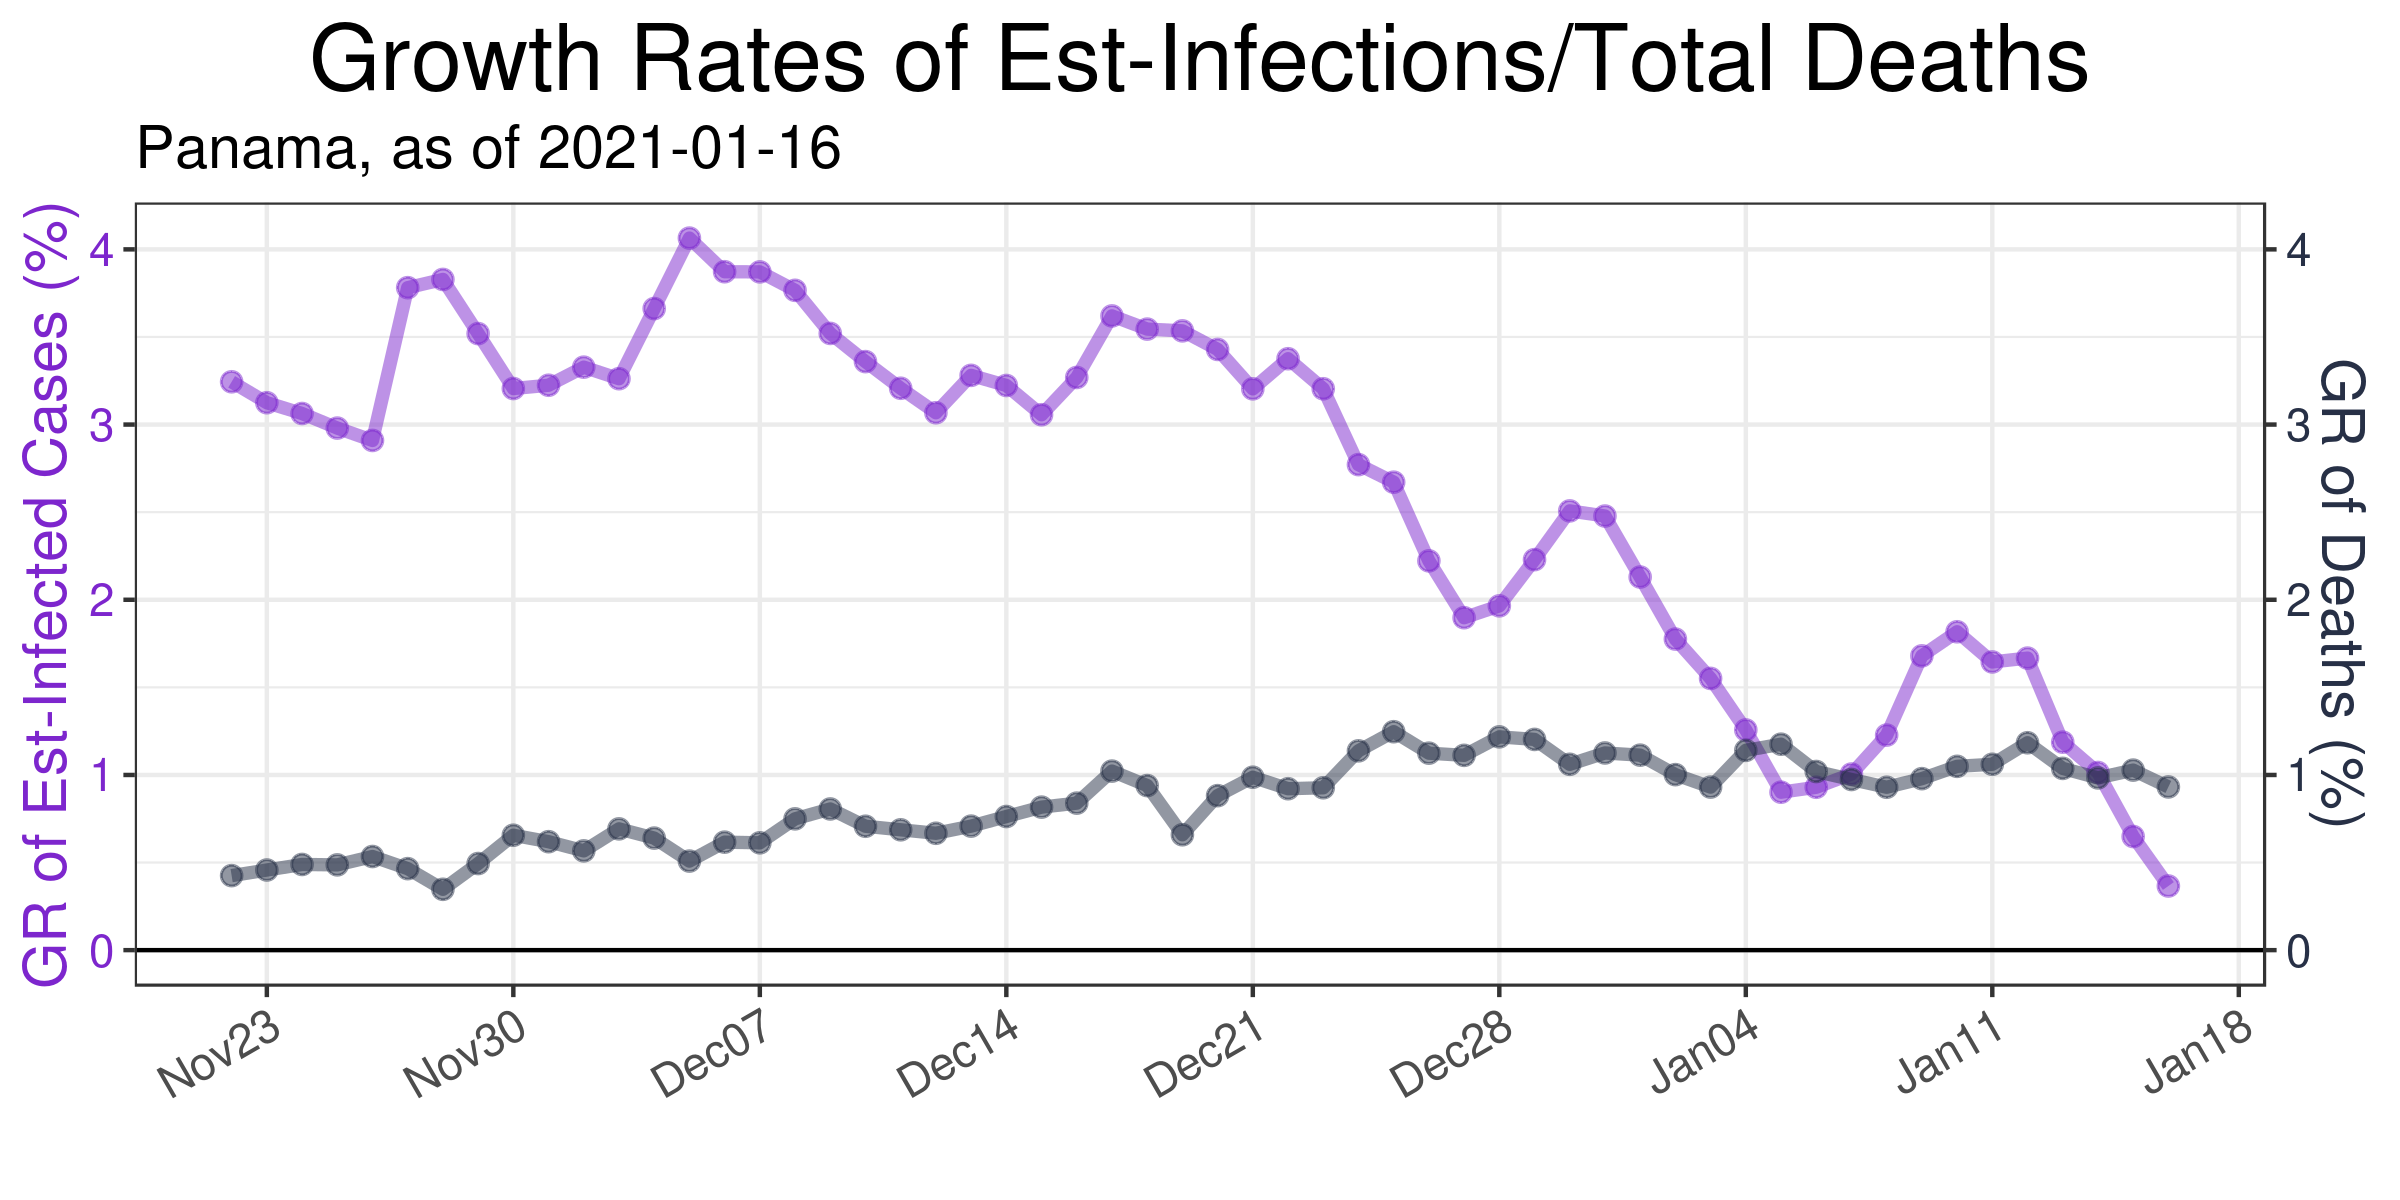 Growth Rates of Est-Infections/Total Deaths
Panama, as of 2021-01-16
GR of Est-Infected Cases (%)
4
3
2
1
0
4
3
2
1
0
GR of Deaths (%)
Nov23
Nov30
Dec07
Dec14
Dec21
Dec28
Jan04
Jan11
Jan18